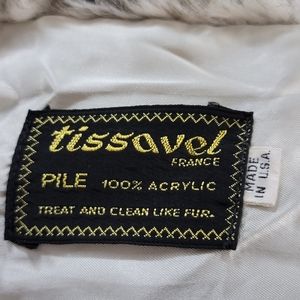 tissavel
FRANCE
PILE 100% ACRYLIC
TREAT AND CLEAN LIKE FUR.
MADE
IN U.S.A.